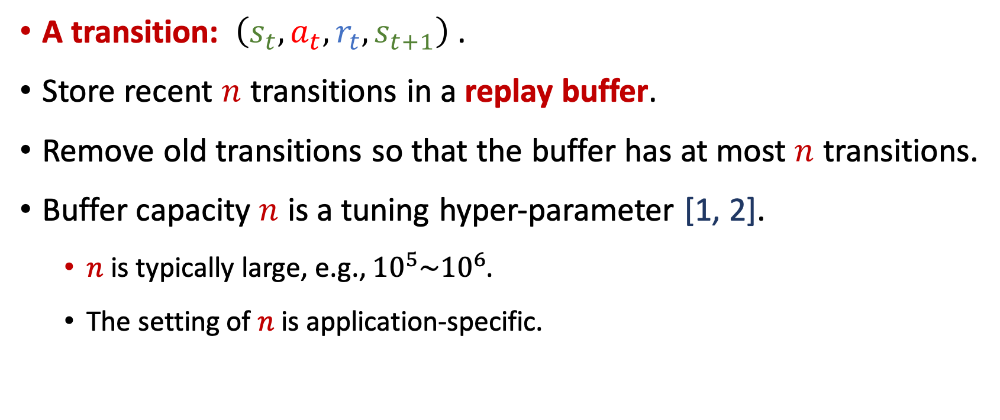 • A transition: (s_t, a_t, r_t, s_{t+1}) .
• Store recent n transitions in a replay buffer.
• Remove old transitions so that the buffer has at most n transitions.
• Buffer capacity n is a tuning hyper-parameter [1, 2].
• n is typically large, e.g., 10^5~10^6.
• The setting of n is application-specific.